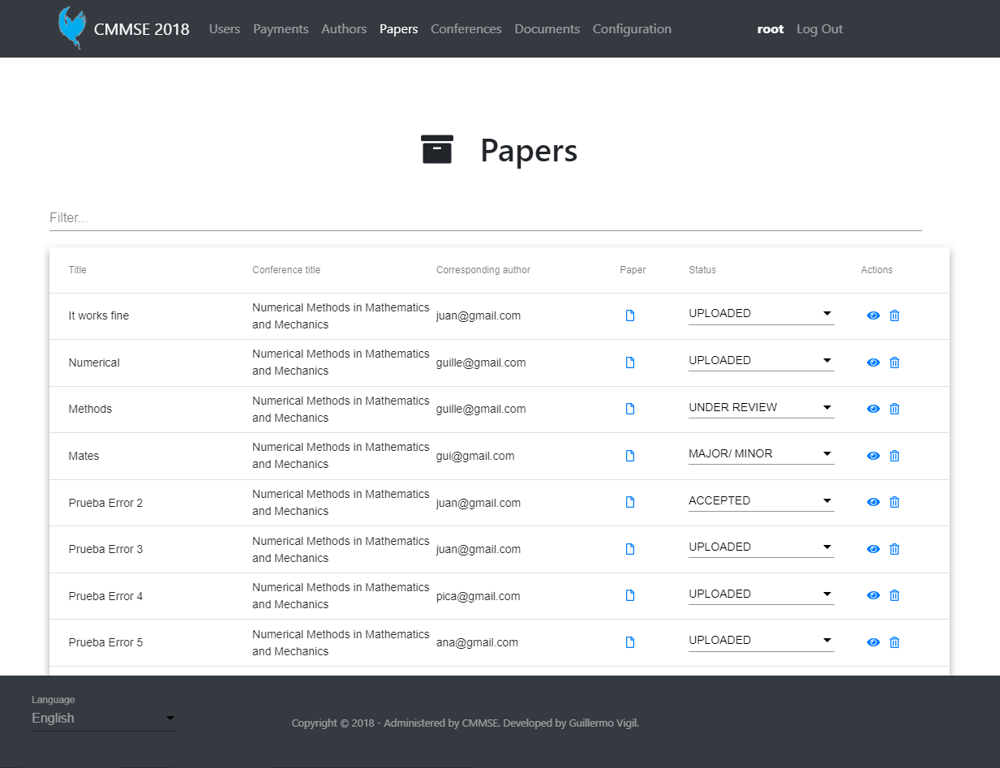 CMMSE 2018 Users Payments Authors Papers Conferences Documents Configuration root Log Out
Papers
Filter...
Title Conference title Corresponding author Paper Status Actions
It works fine Numerical Methods in Mathematics and Mechanics juan@gmail.com UPLOADED
Numerical Numerical Methods in Mathematics and Mechanics guille@gmail.com UPLOADED
Methods Numerical Methods in Mathematics and Mechanics guille@gmail.com UNDER REVIEW
Mates Numerical Methods in Mathematics and Mechanics gui@gmail.com MAJOR/ MINOR
Prueba Error 2 Numerical Methods in Mathematics and Mechanics juan@gmail.com ACCEPTED
Prueba Error 3 Numerical Methods in Mathematics and Mechanics juan@gmail.com UPLOADED
Prueba Error 4 Numerical Methods in Mathematics and Mechanics pica@gmail.com UPLOADED
Prueba Error 5 Numerical Methods in Mathematics and Mechanics ana@gmail.com UPLOADED
Language
English
Copyright © 2018 - Administered by CMMSE. Developed by Guillermo Vigil.